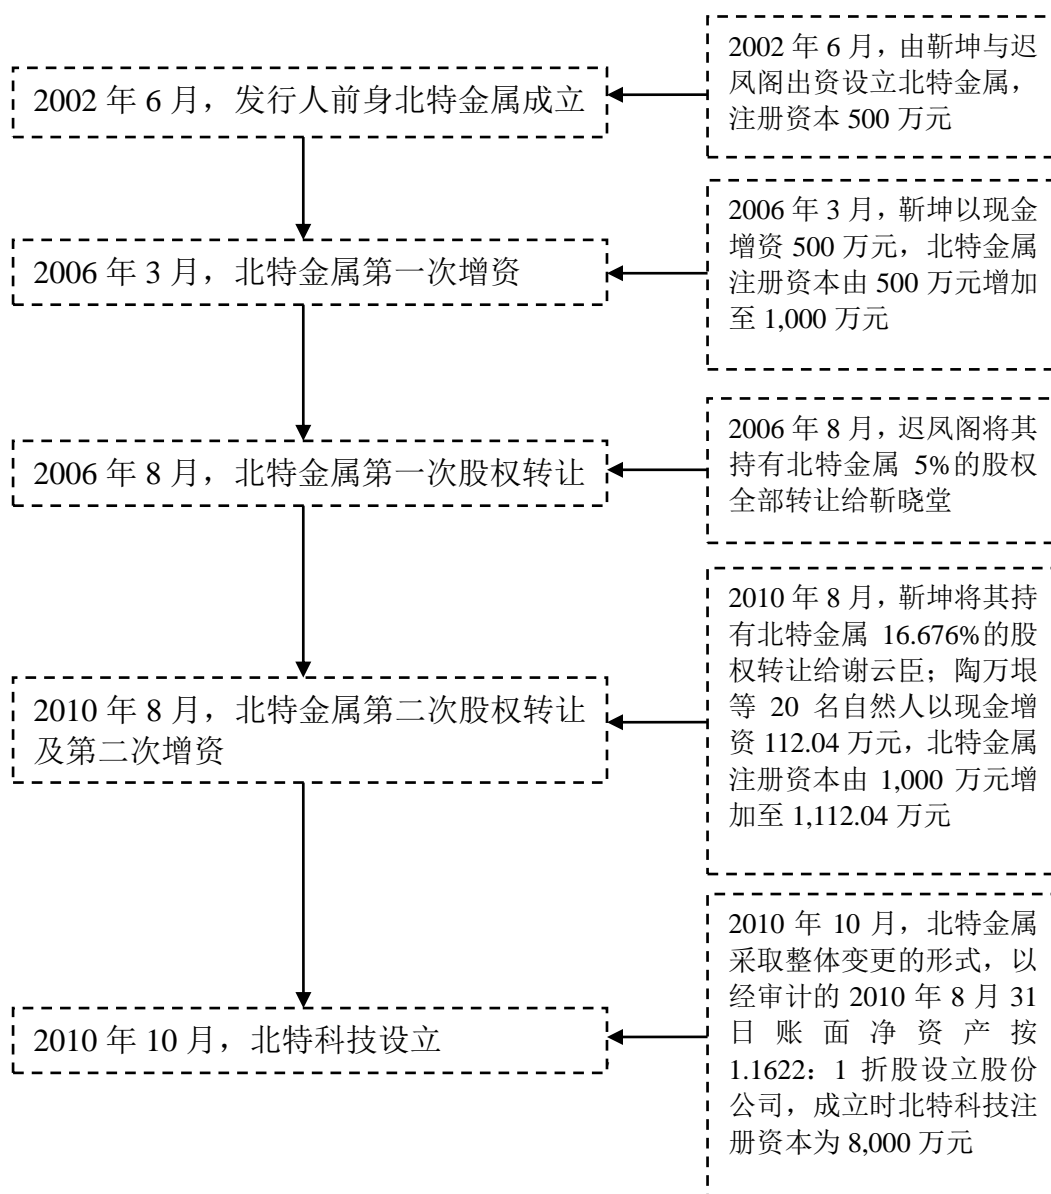 2002 年 6 月，发行人前身北特金属成立
2002 年 6 月，由靳坤与迟
凤阁出资设立北特金属，
注册资本 500 万元
2006 年 3 月，北特金属第一次增资
2006 年 3 月，靳坤以现金
增资 500 万元，北特金属
注册资本由 500 万元增加
至 1,000 万元
2006 年 8 月，北特金属第一次股权转让
2006 年 8 月，迟凤阁将其
持有北特金属 5%的股权
全部转让给靳晓堂
2010 年 8 月，北特金属第二次股权转让
及第二次增资
2010 年 8 月，靳坤将其持
有北特金属 16.676%的股
权转让给谢云臣；陶万垠
等 20 名自然人以现金增
资 112.04 万元，北特金属
注册资本由 1,000 万元增
加至 1,112.04 万元
2010 年 10 月，北特科技设立
2010 年 10 月，北特金属
采取整体变更的形式，以
经审计的 2010 年 8 月 31
日账面净资产按
1.1622：1 折股设立股份
公司，成立时北特科技注
册资本为 8,000 万元